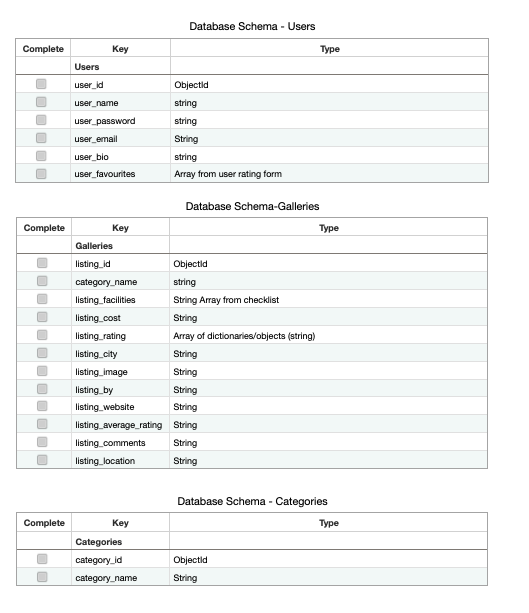 Database Schema - Users
Complete Key Type
Users
user_id ObjectId
user_name string
user_password string
user_email String
user_bio string
user_favourites Array from user rating form
Database Schema-Galleries
Complete Key Type
Galleries
listing_id ObjectId
category_name string
listing_facilities String Array from checklist
listing_cost String
listing_rating Array of dictionaries/objects (string)
listing_city String
listing_image String
listing_by String
listing_website String
listing_average_rating String
listing_comments String
listing_location String
Database Schema - Categories
Complete Key Type
Categories
category_id ObjectId
category_name String